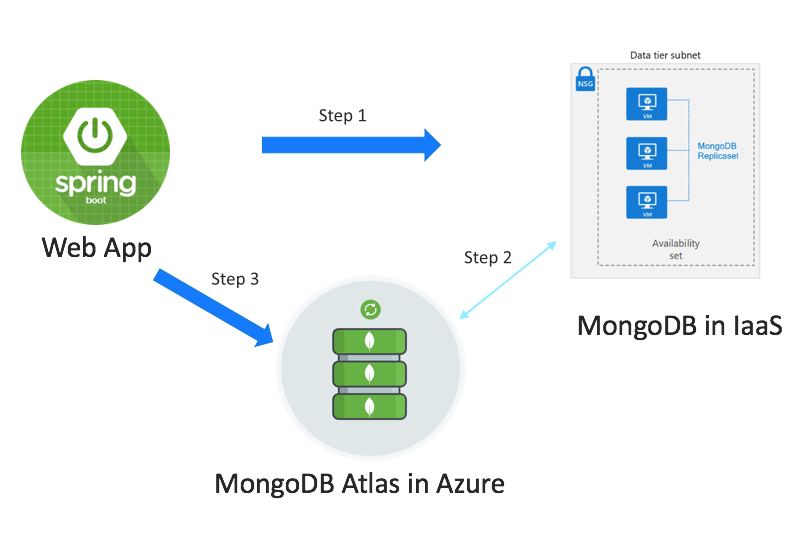 Data tier subnet
NSG
VM
VM
VM
MongoDB
Replicaset
Availability
set
MongoDB in IaaS
Step 1
spring
boot
Web App
Step 3
Step 2
MongoDB Atlas in Azure